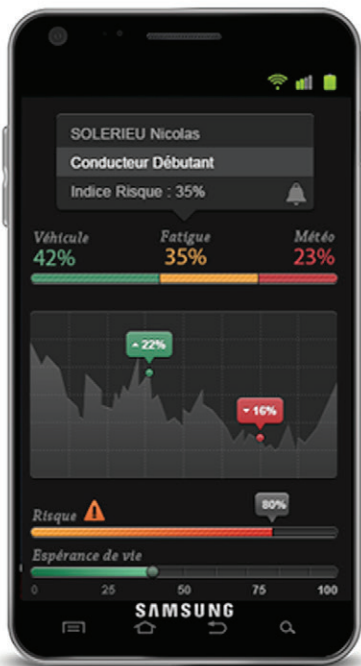 SOLERIEU Nicolas
Conducteur Débutant
Indice Risque : 35%
Véhicule Fatigue Météo
42% 35% 23%
22%
16%
80%
Risque
Espérance de vie
0 25 50 75 100
SAMSUNG